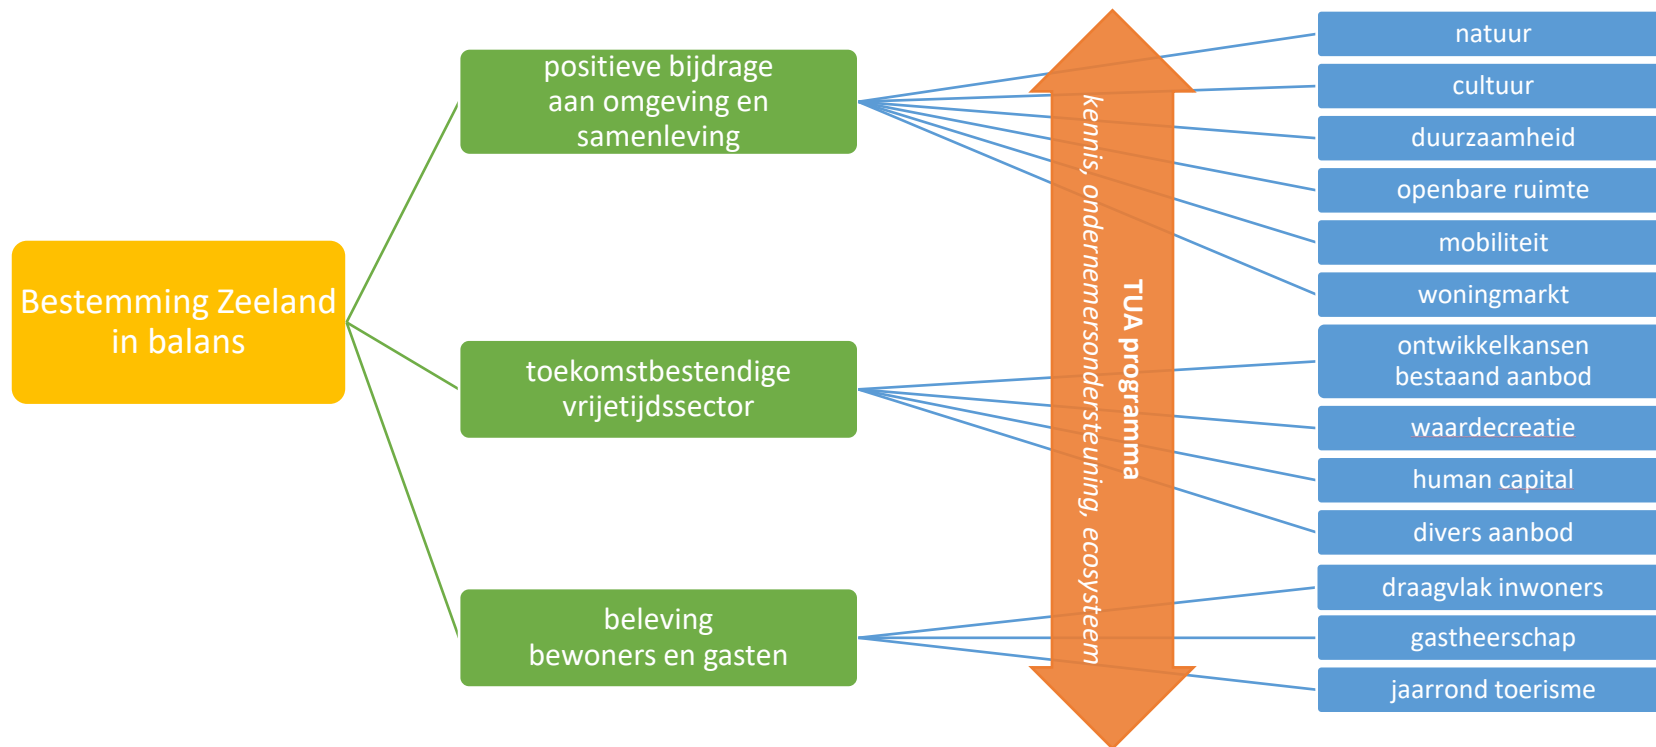 Bestemming Zeeland
in balans
positieve bijdrage
aan omgeving en
samenleving
toekomstbestendige
vrijetijdssector
beleving
bewoners en gasten
TUA programma
kennis, ondernemersondersteuning, ecosysteem
natuur
cultuur
duurzaamheid
openbare ruimte
mobiliteit
woningmarkt
ontwikkelkansen
bestaand aanbod
waardecreatie
human capital
divers aanbod
draagvlak inwoners
gastheerschap
jaarrond toerisme